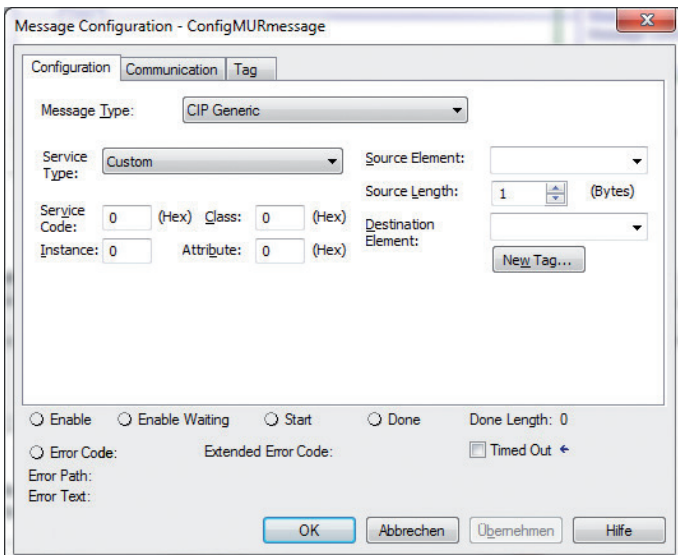 Message Configuration - ConfigMURmessage
Configuration Communication Tag
Message Type: CIP Generic
Service Type: Custom
Source Element:
Source Length: 1 (Bytes)
Service Code: 0 (Hex) Class: 0 (Hex)
Destination Element:
Instance: 0 Attribute: 0 (Hex)
New Tag...
Enable Enable Waiting Start Done Done Length: 0
Error Code: Extended Error Code: Timed Out
Error Path:
Error Text:
OK Abbrechen Übernehmen Hilfe